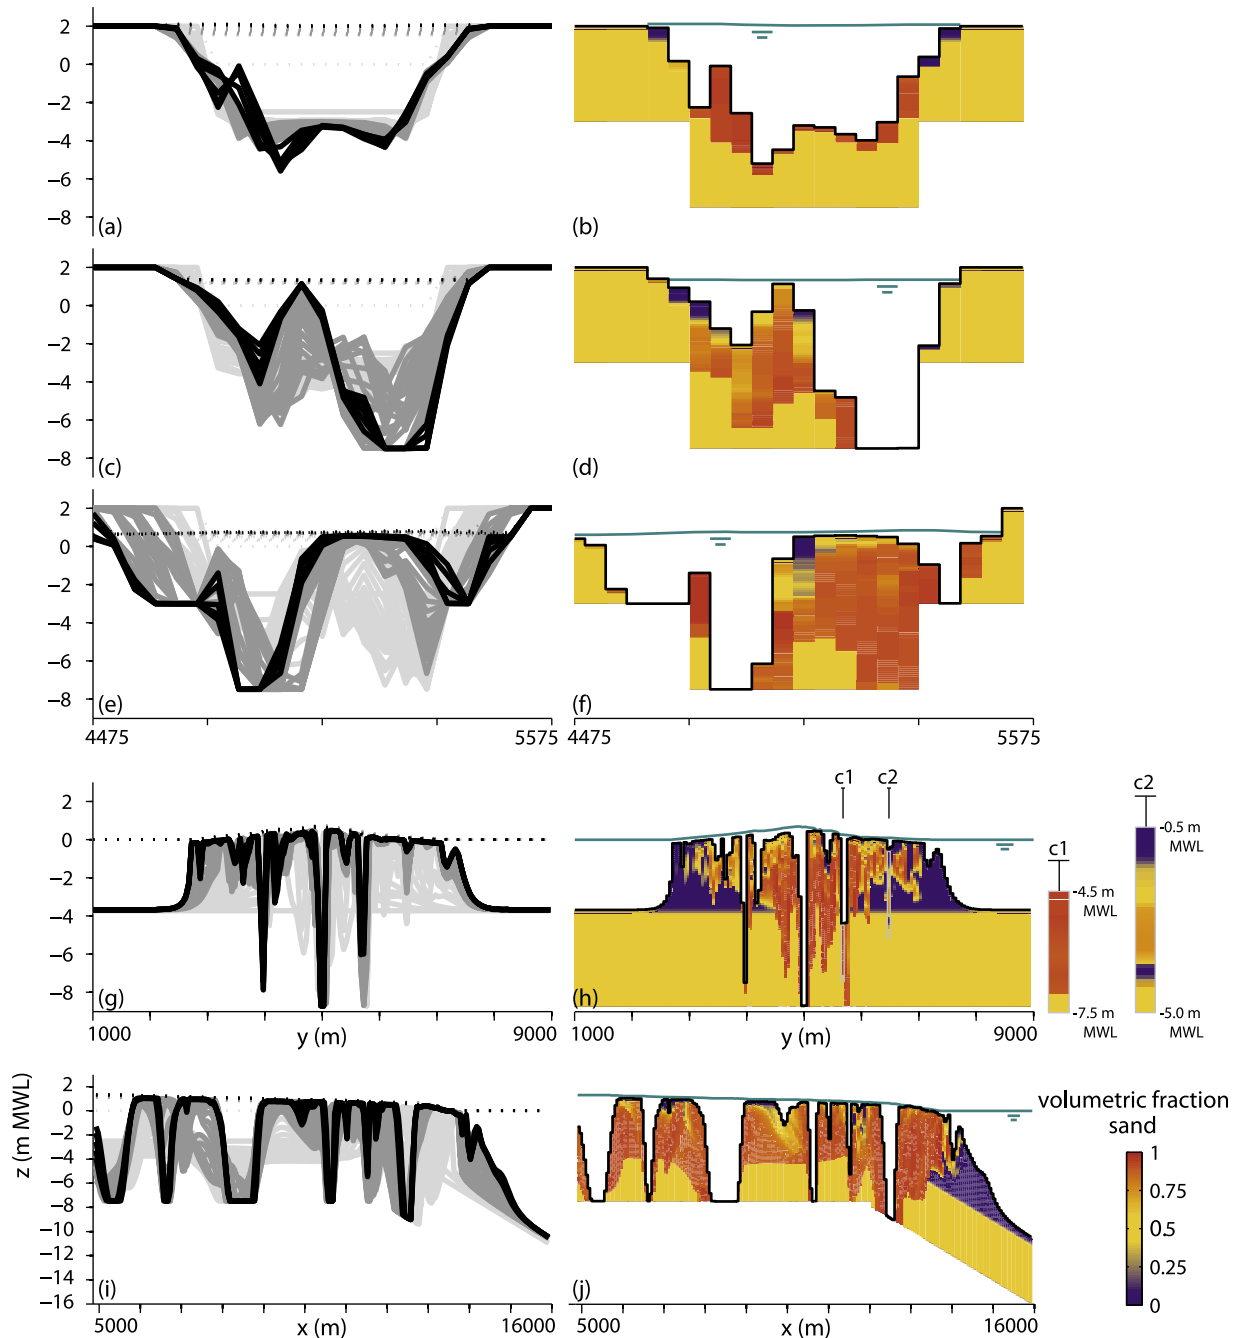 2
0
−2
−4
−6
−8
(a)
(b)
2
0
−2
−4
−6
−8
(c)
(d)
2
0
−2
−4
−6
−8
(e)
(f)
4475
5575
4475
5575
2
0
−2
−4
−6
−8
(g)
(h)
c1
c2
c1
-4.5 m
MWL
-7.5 m
MWL
c2
-0.5 m
MWL
-5.0 m
MWL
1000
y (m)
9000
1000
y (m)
9000
z (m MWL)
2
0
−2
−4
−6
−8
−10
−12
−14
−16
(i)
(j)
5000
x (m)
16000
5000
x (m)
16000
volumetric fraction
sand
1
0.75
0.5
0.25
0